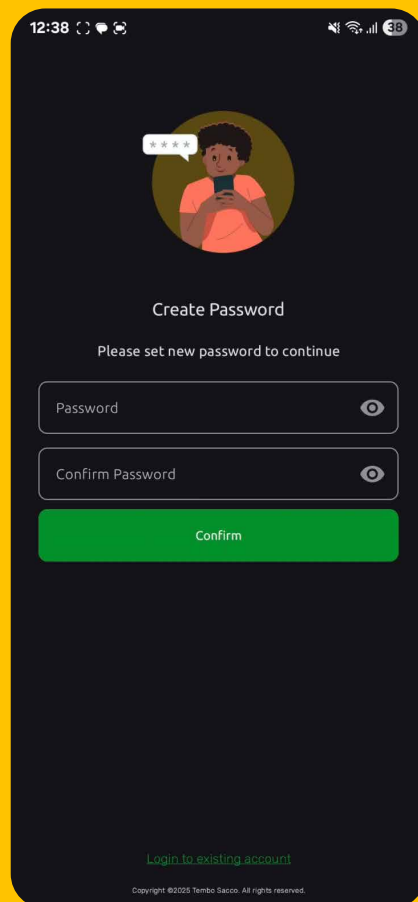 12:38
38
****
Create Password
Please set new password to continue
Password
Confirm Password
Confirm
Login to existing account
Copyright ©2025 Tembo Sacco. All rights reserved.